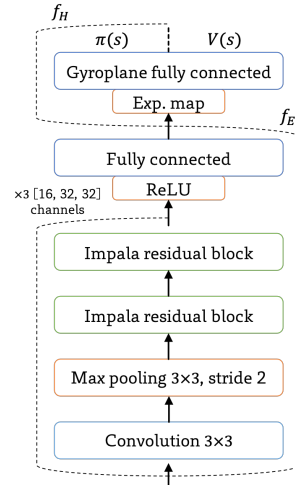 f_H
π(s) V(s)
Gyroplane fully connected
Exp. map
f_E
Fully connected
ReLU
×3 [16, 32, 32]
channels
Impala residual block
Impala residual block
Max pooling 3×3, stride 2
Convolution 3×3